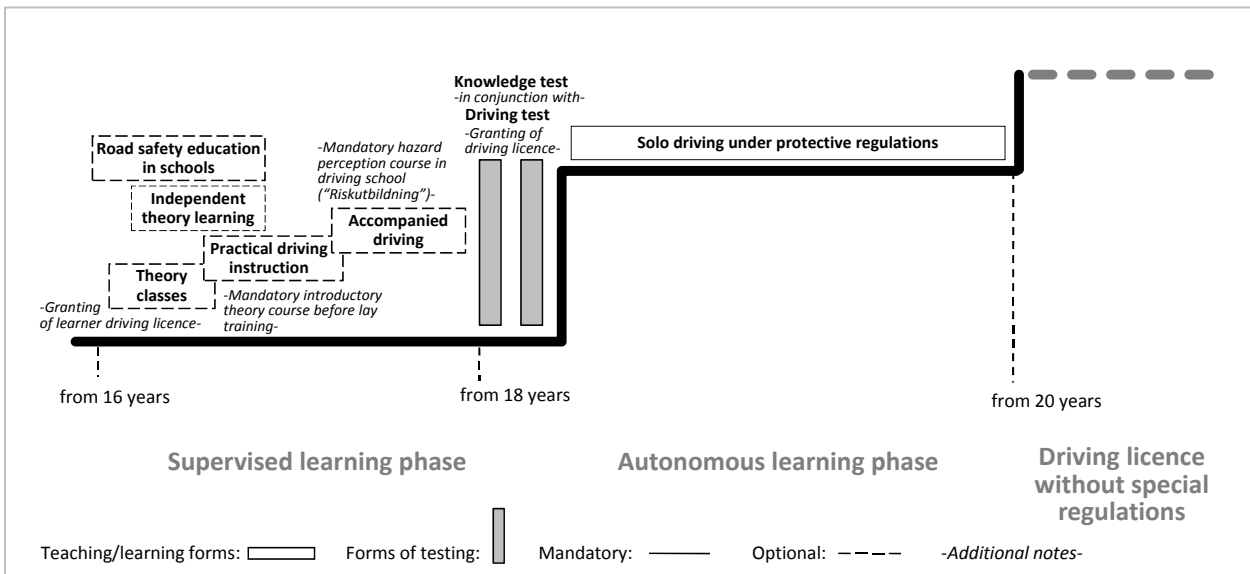 Knowledge test
-in conjunction with-
Driving test
-Granting of
driving licence-
Road safety education
in schools
-Mandatory hazard
perception course in
driving school
("Riskutbildning")-
Solo driving under protective regulations
Independent
theory learning
Accompanied
driving
Practical driving
instruction
Theory
classes
-Mandatory introductory
theory course before lay
training-
-Granting
of learner driving licence-
from 16 years
from 18 years
from 20 years
Supervised learning phase
Autonomous learning phase
Driving licence
without special
regulations
Teaching/learning forms:
Forms of testing:
Mandatory:
Optional:
-Additional notes-